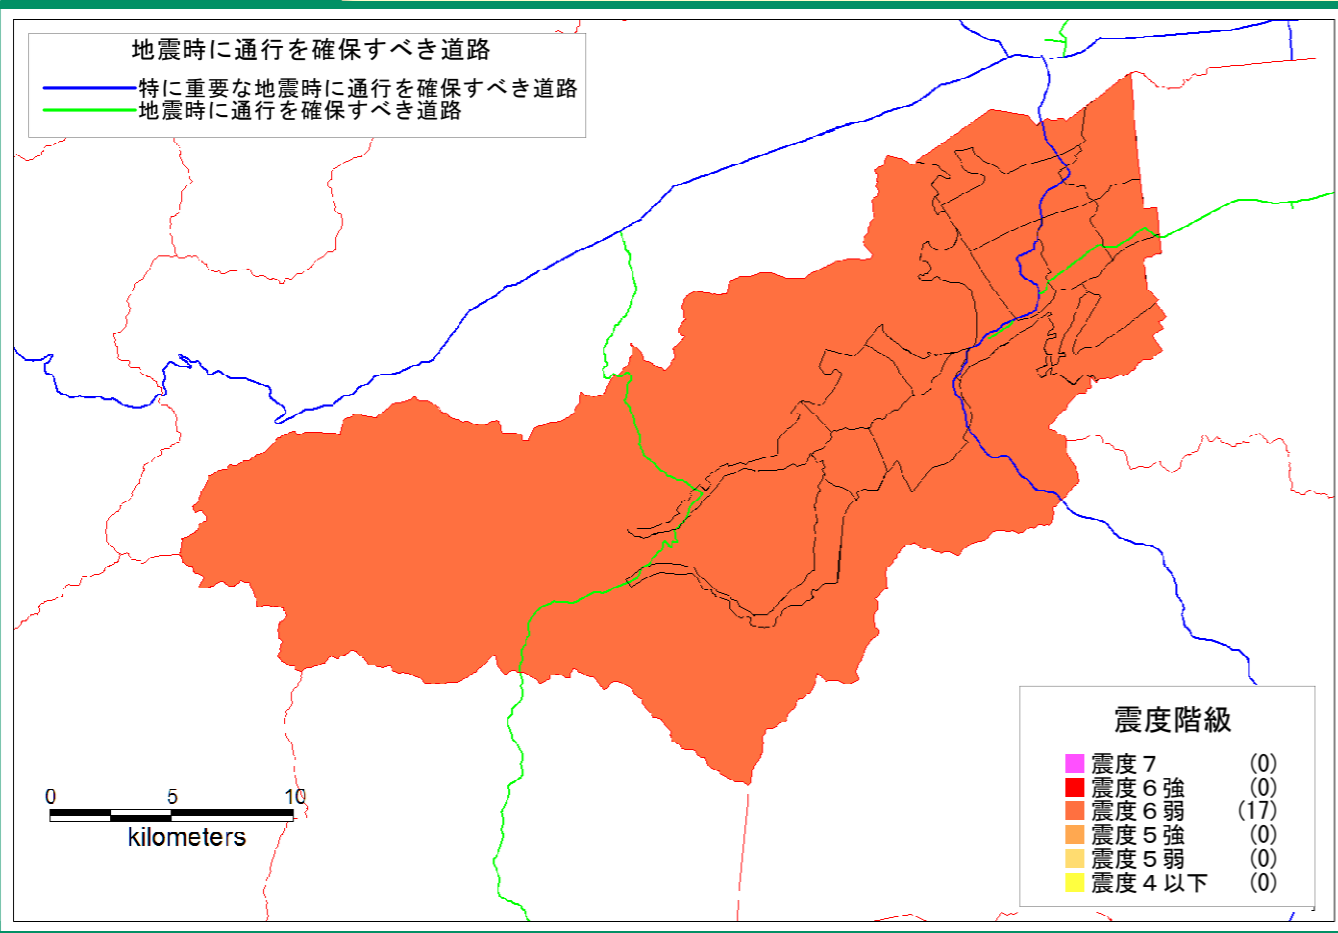 地震時に通行を確保すべき道路
特に重要な地震時に通行を確保すべき道路
地震時に通行を確保すべき道路
0 5 10
kilometers
震度階級
震度７ (0)
震度６強 (0)
震度６弱 (17)
震度５強 (0)
震度５弱 (0)
震度４以下 (0)